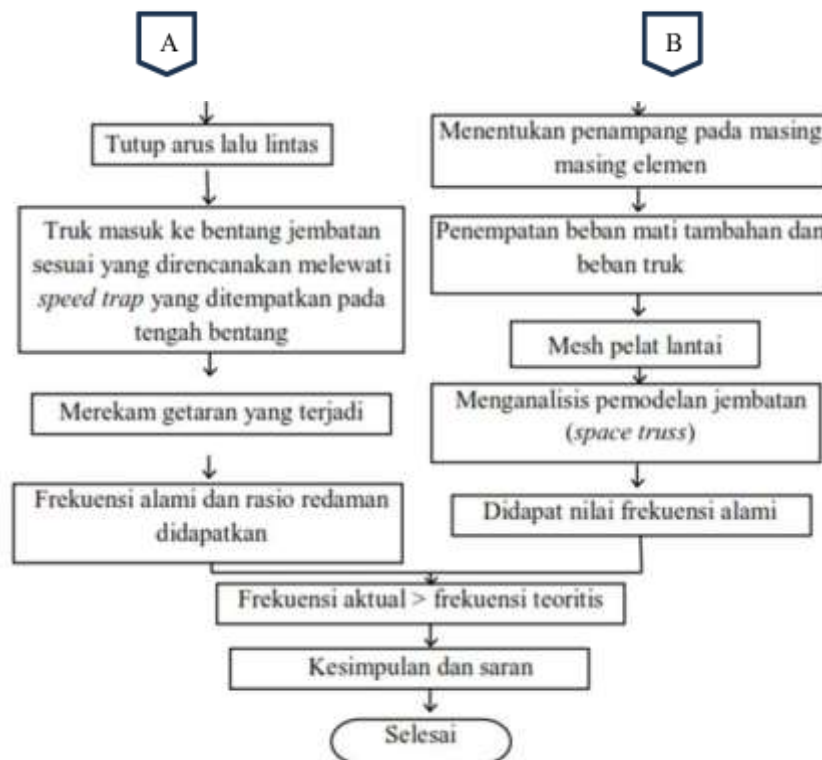 A
B
Tutup arus lalu lintas
Truk masuk ke bentang jembatan
sesuai yang direncanakan melewati
speed trap yang ditempatkan pada
tengah bentang
Merekam getaran yang terjadi
Frekuensi alami dan rasio redaman
didapatkan
Menentukan penampang pada masing
masing elemen
Penempatan beban mati tambahan dan
beban truk
Mesh pelat lantai
Menganalisis pemodelan jembatan
(space truss)
Didapat nilai frekuensi alami
Frekuensi aktual > frekuensi teoritis
Kesimpulan dan saran
Selesai